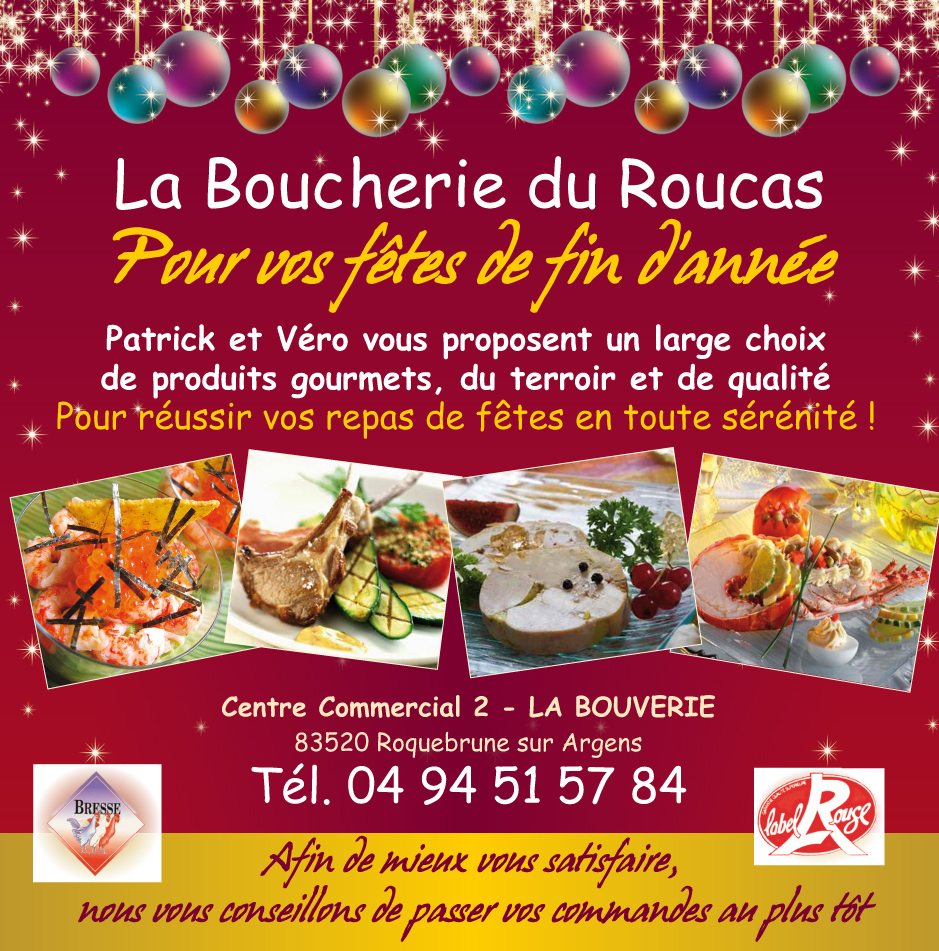 La Boucherie du Roucas
Pour vos fêtes de fin d'année
Patrick et Véro vous proposent un large choix
de produits gourmets, du terroir et de qualité
Pour réussir vos repas de fêtes en toute sérénité !
Centre Commercial 2 - LA BOUVERIE
83520 Roquebrune sur Argens
Tél. 04 94 51 57 84
BRESSE
label Rouge
Afin de mieux vous satisfaire,
nous vous conseillons de passer vos commandes au plus tôt